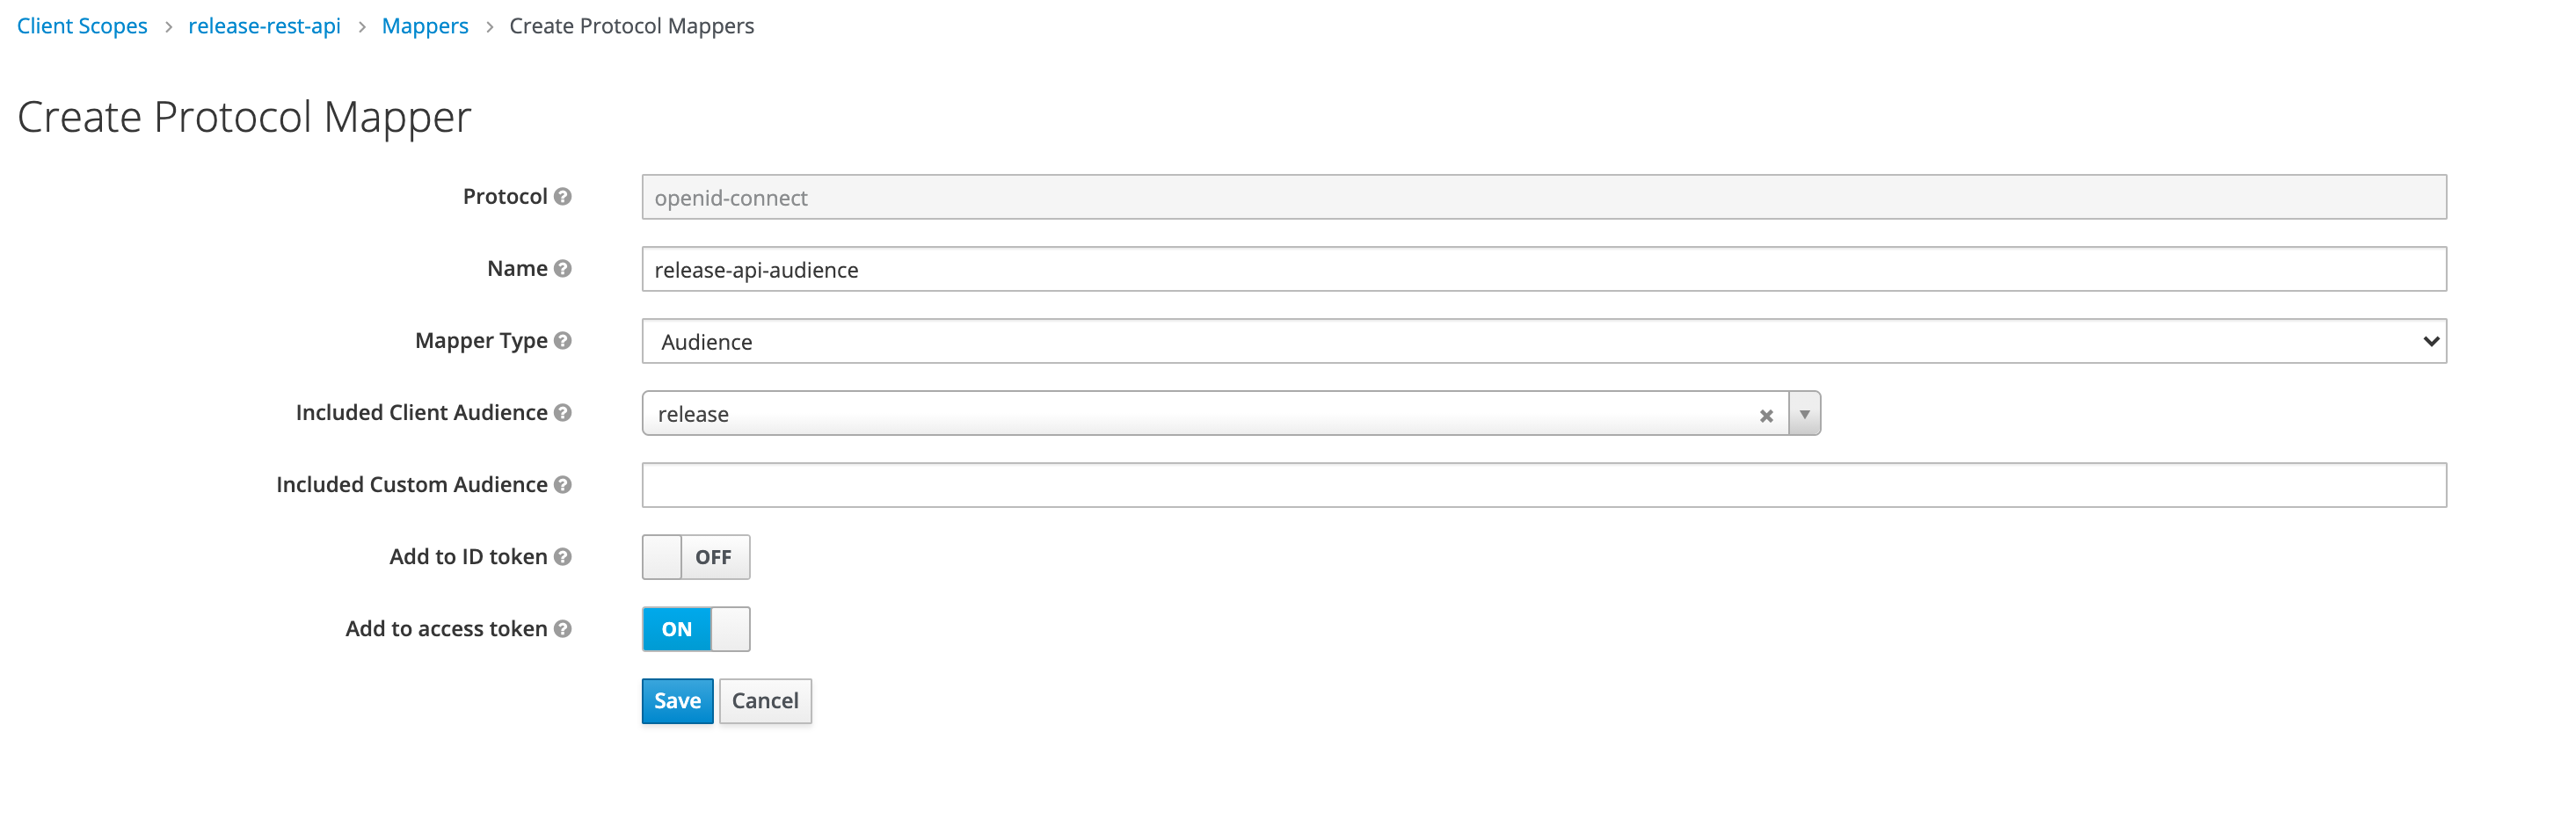 Client Scopes > release-rest-api > Mappers > Create Protocol Mappers
Create Protocol Mapper
Protocol ? openid-connect
Name ? release-api-audience
Mapper Type ? Audience
Included Client Audience ? release
Included Custom Audience ?
Add to ID token ? OFF
Add to access token ? ON
Save Cancel